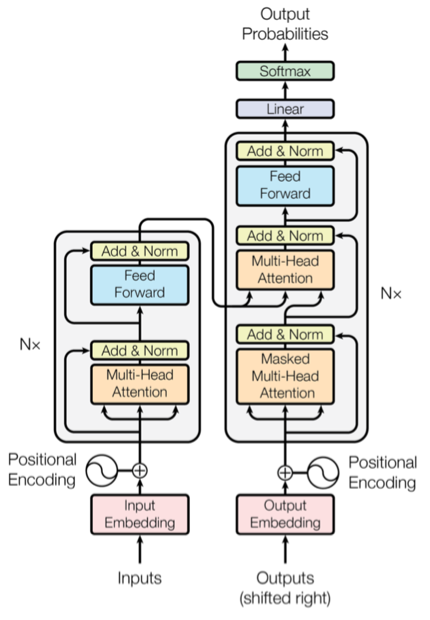 Output
Probabilities
Softmax
Linear
Add & Norm
Feed
Forward
Add & Norm
Multi-Head
Attention
Add & Norm
Masked
Multi-Head
Attention
Nx
Add & Norm
Feed
Forward
Add & Norm
Multi-Head
Attention
Nx
Positional
Encoding
Input
Embedding
Inputs
Positional
Encoding
Output
Embedding
Outputs
(shifted right)